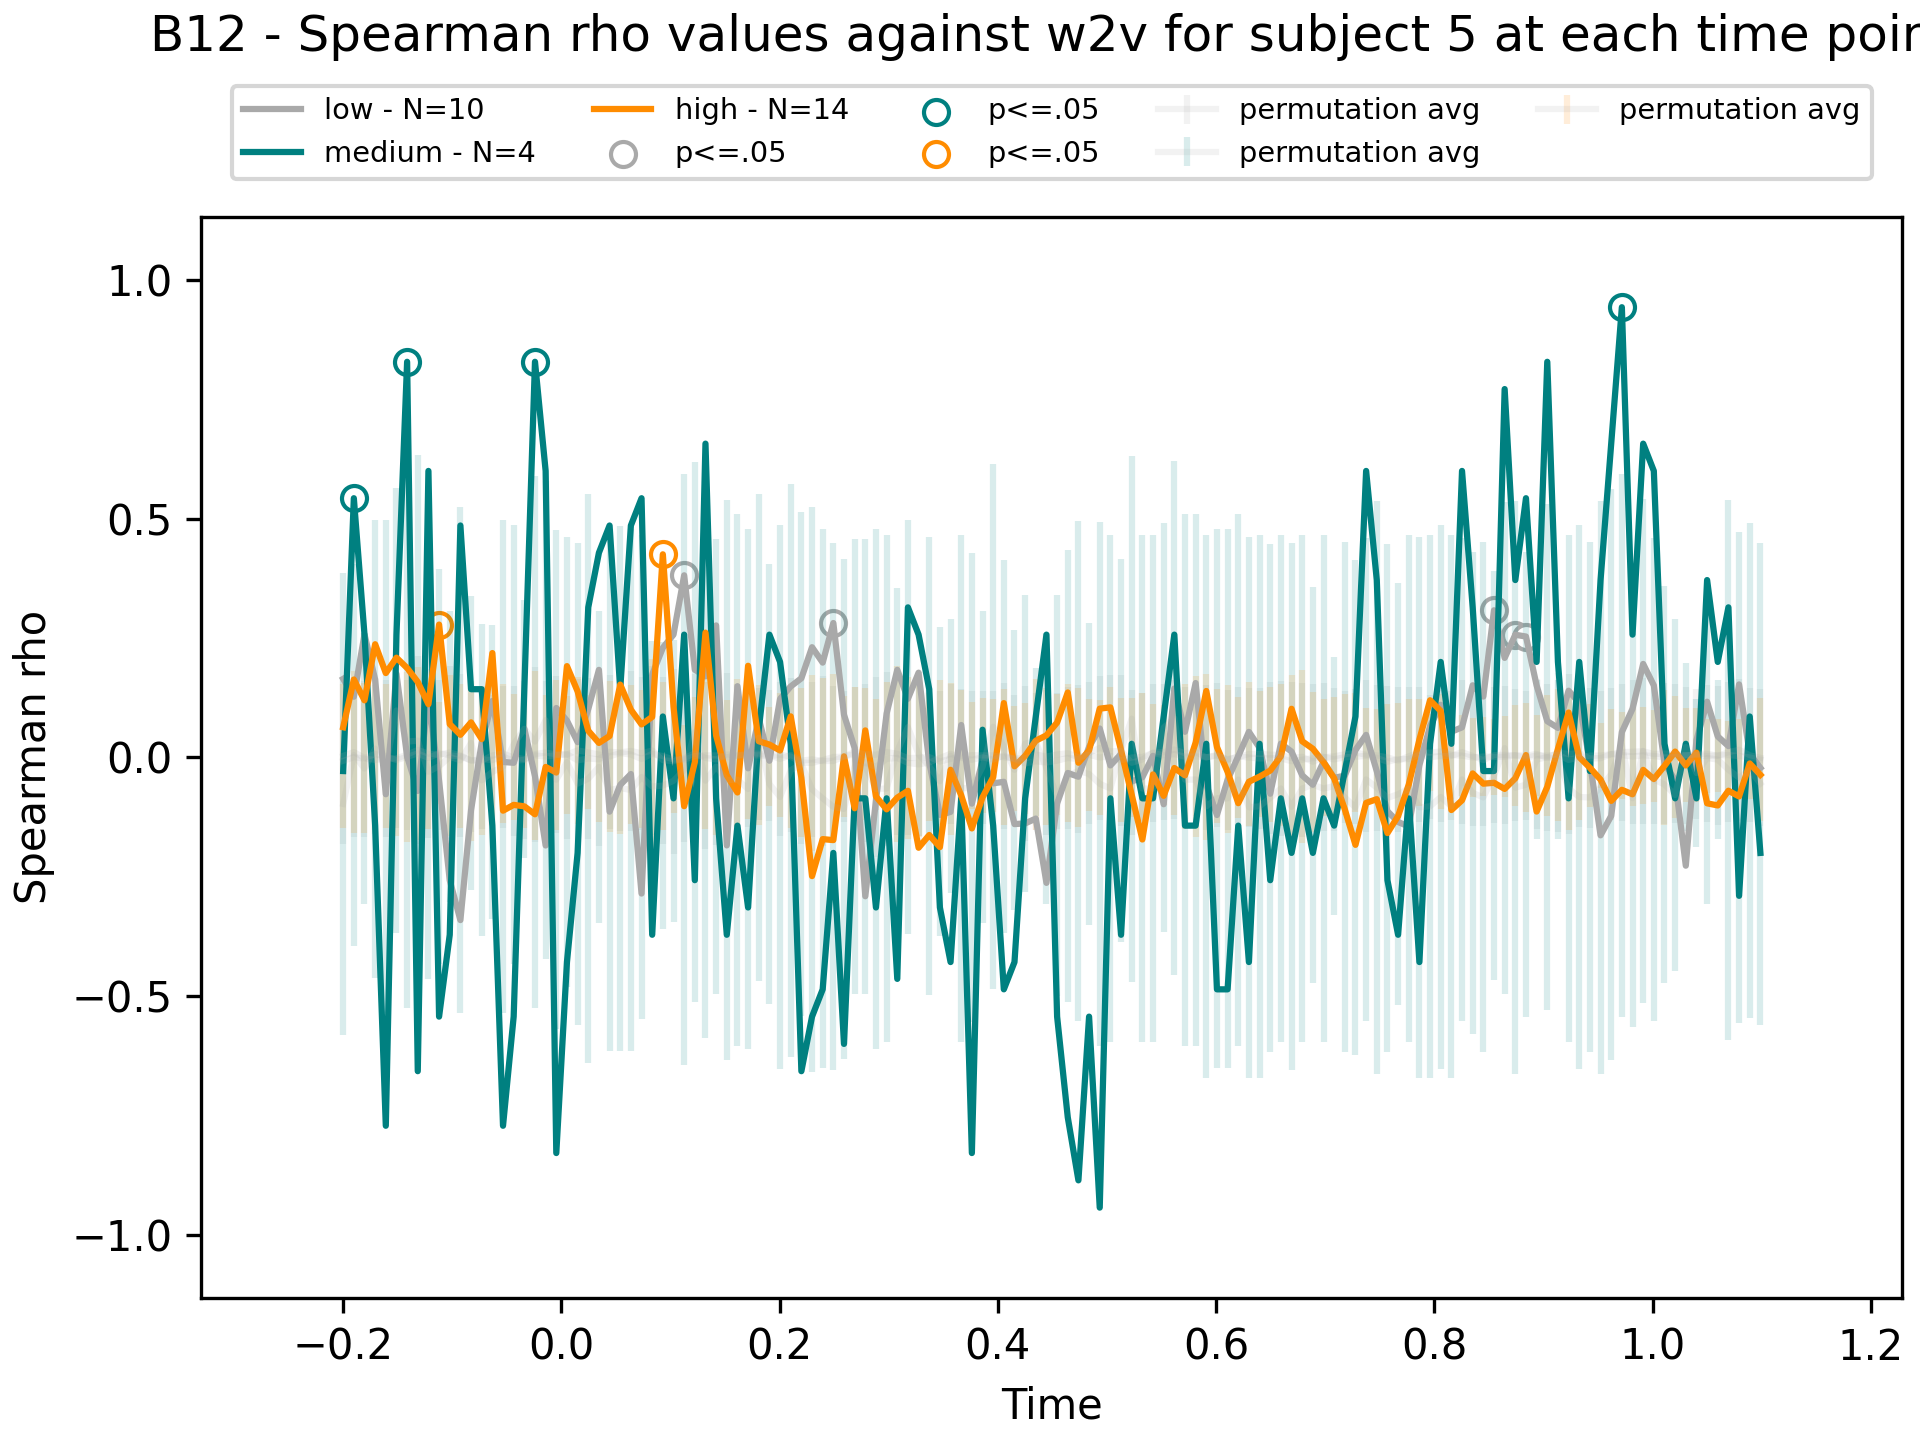 B12 - Spearman rho values against w2v for subject 5 at each time poin
low - N=10 high - N=14 p<=.05 permutation avg permutation avg
medium - N=4 p<=.05 p<=.05 permutation avg
1.0
0.5
0.0
−0.5
−1.0
Spearman rho
−0.2 0.0 0.2 0.4 0.6 0.8 1.0 1.2
Time